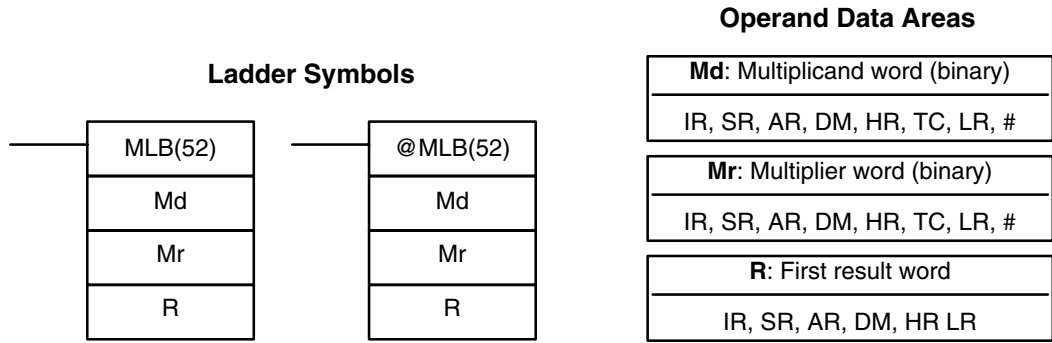 Ladder Symbols
MLB(52)
Md
Mr
R
@MLB(52)
Md
Mr
R
Operand Data Areas
Md: Multiplicand word (binary)
IR, SR, AR, DM, HR, TC, LR, #
Mr: Multiplier word (binary)
IR, SR, AR, DM, HR, TC, LR, #
R: First result word
IR, SR, AR, DM, HR LR